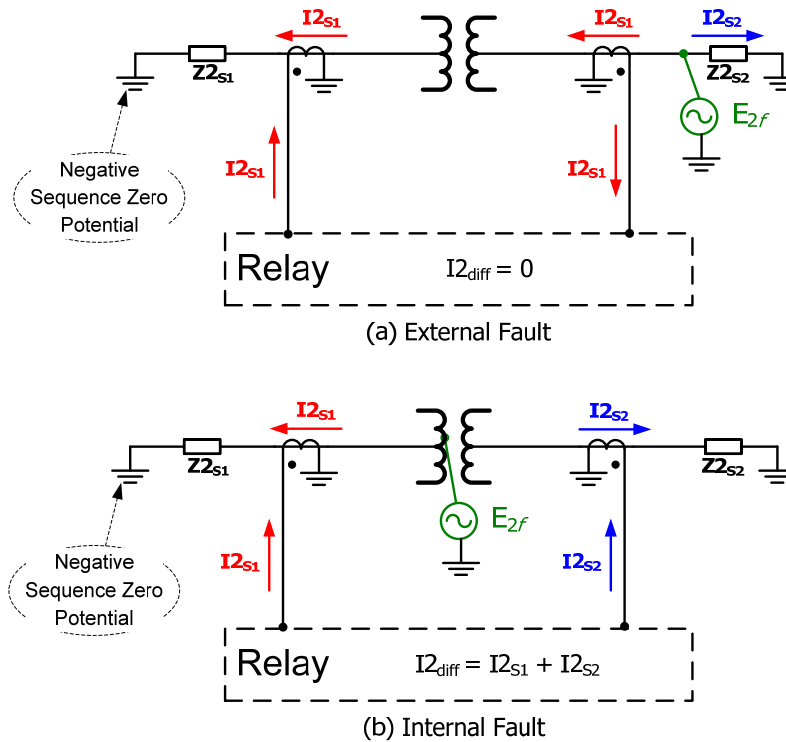 I2S1 I2S1 I2S2
Z2S1 Z2S2
E2f
Negative
Sequence Zero
Potential
I2S1 I2S1
Relay I2diff = 0
(a) External Fault
I2S1 I2S2
Z2S1 Z2S2
E2f
Negative
Sequence Zero
Potential
I2S1 I2S2
Relay I2diff = I2S1 + I2S2
(b) Internal Fault